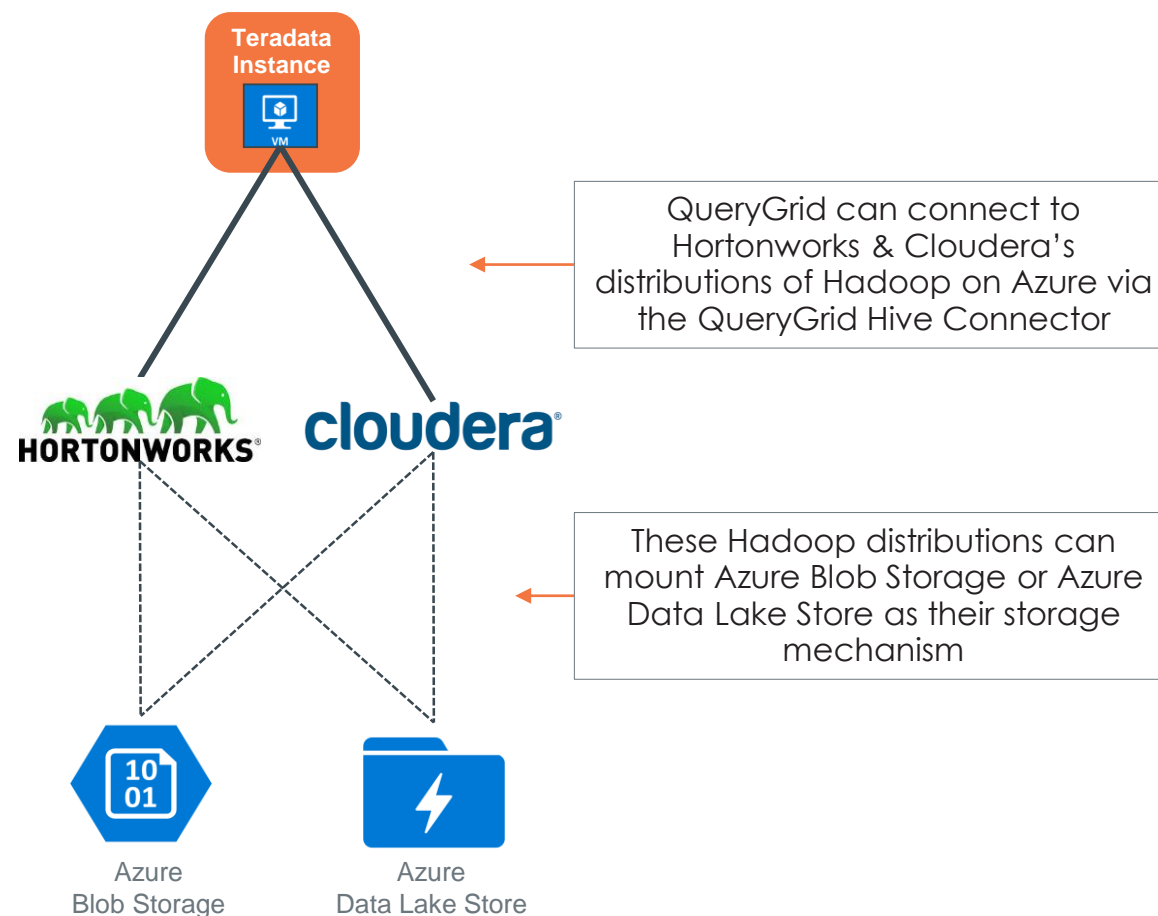 Teradata
Instance
VM
QueryGrid can connect to
Hortonworks & Cloudera’s
distributions of Hadoop on Azure via
the QueryGrid Hive Connector
HORTONWORKS®
cloudera®
These Hadoop distributions can
mount Azure Blob Storage or Azure
Data Lake Store as their storage
mechanism
10
01
Azure
Blob Storage
Azure
Data Lake Store